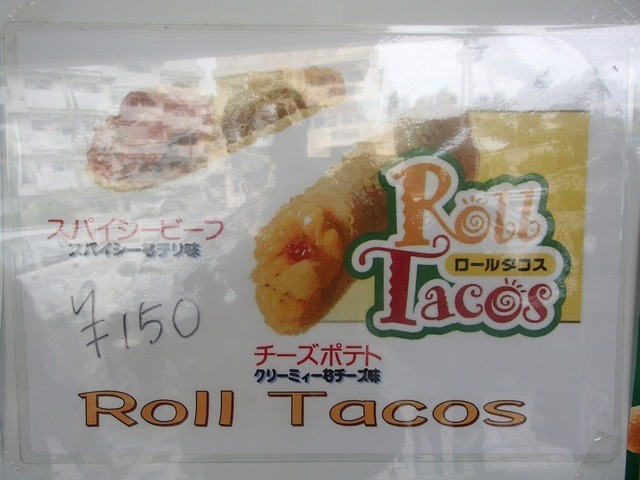 Roll
ロールタコス
Tacos
スパイシービーフ
スパイシーなチリ味
¥150
チーズポテト
クリーミィーなチーズ味
Roll Tacos